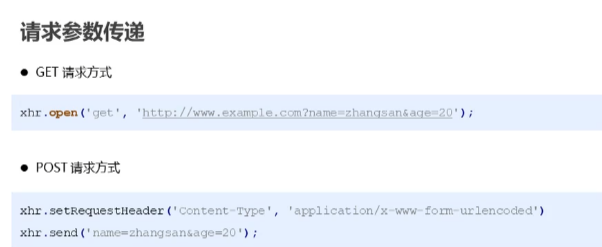 请求参数传递
● GET 请求方式
xhr.open('get', 'http://www.example.com?name=zhangsan&age=20');
● POST 请求方式
xhr.setRequestHeader('Content-Type', 'application/x-www-form-urlencoded')
xhr.send('name=zhangsan&age=20');